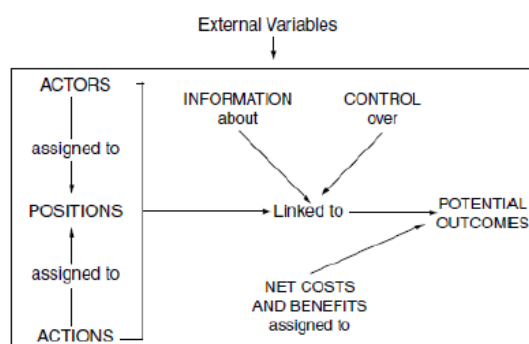 External Variables
ACTORS
assigned to
POSITIONS
assigned to
ACTIONS
INFORMATION
about
CONTROL
over
Linked to
POTENTIAL
OUTCOMES
NET COSTS
AND BENEFITS
assigned to